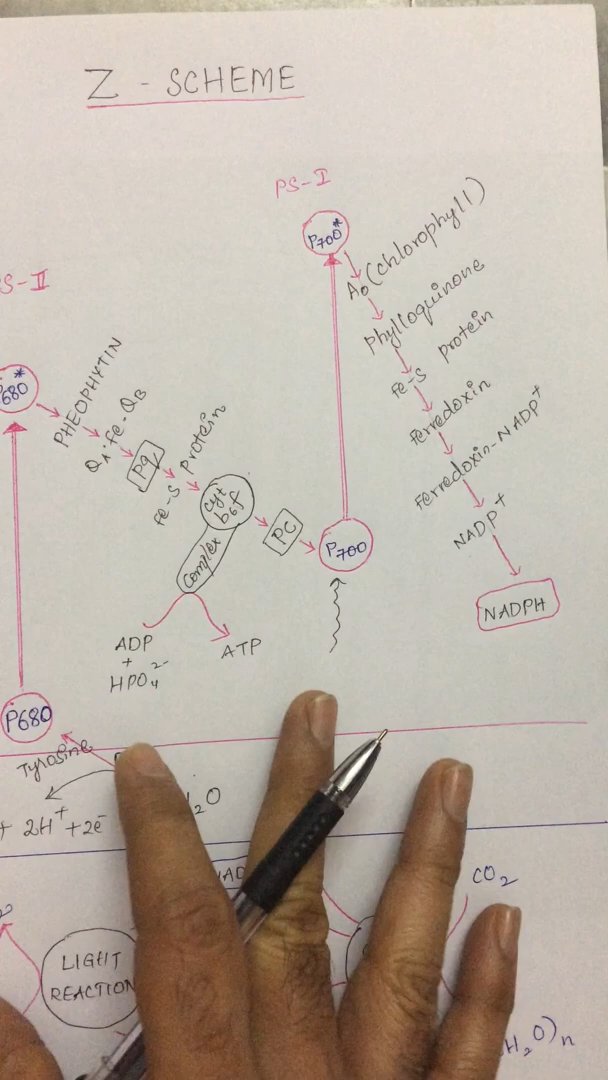 Z - SCHEME
PS-I
P700*
A0 (chlorophyll)
Phylloquinone
Fe-S protein
Ferredoxin
Ferredoxin-NADP+
NADP+
NADPH
S-II
P680*
PHEOPHYTIN
QA·Fe-QB
PQ
Fe-S protein
Cyt
b6f
Complex
PC
P700
ADP
+
HPO4 2-
ATP
P680
Tyrosine
+ 2H+ + 2e-
2O
CO2
LIGHT
REACTION
H2O)n